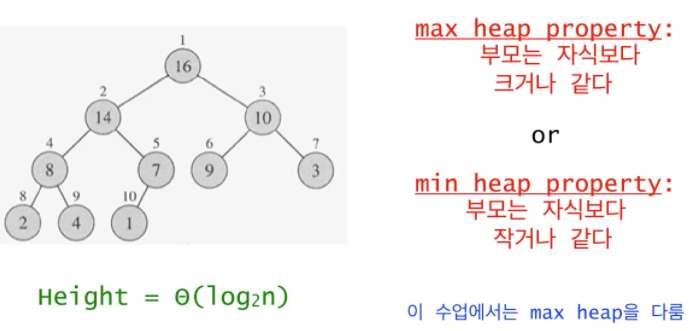 1
16
2
3
14
10
4
5
6
7
8
7
9
3
8
9
10
2
4
1
Height = Θ(log₂n)
max heap property:
부모는 자식보다
크거나 같다
or
min heap property:
부모는 자식보다
작거나 같다
이 수업에서는 max heap을 다룸